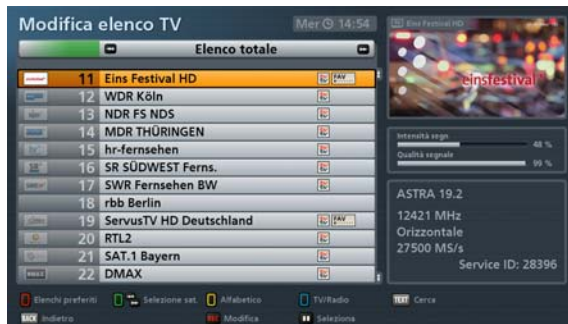 Modifica elenco TV
Mer 14:54
Elenco totale
11 Eins Festival HD FAV
12 WDR Köln
13 NDR FS NDS
14 MDR THÜRINGEN
15 hr-fernsehen
16 SR SÜDWEST Ferns.
17 SWR Fernsehen BW
18 rbb Berlin
19 ServusTV HD Deutschland FAV
20 RTL2
21 SAT.1 Bayern
22 DMAX
Eins Festival HD
einsfestival
Intensità segn
48 %
Qualità segnale
99 %
ASTRA 19.2
12421 MHz
Orizzontale
27500 MS/s
Service ID: 28396
Elenchi preferiti
Selezione sat.
Alfabetico
TV/Radio
TEXT Cerca
BACK Indietro
REC Modifica
Seleziona